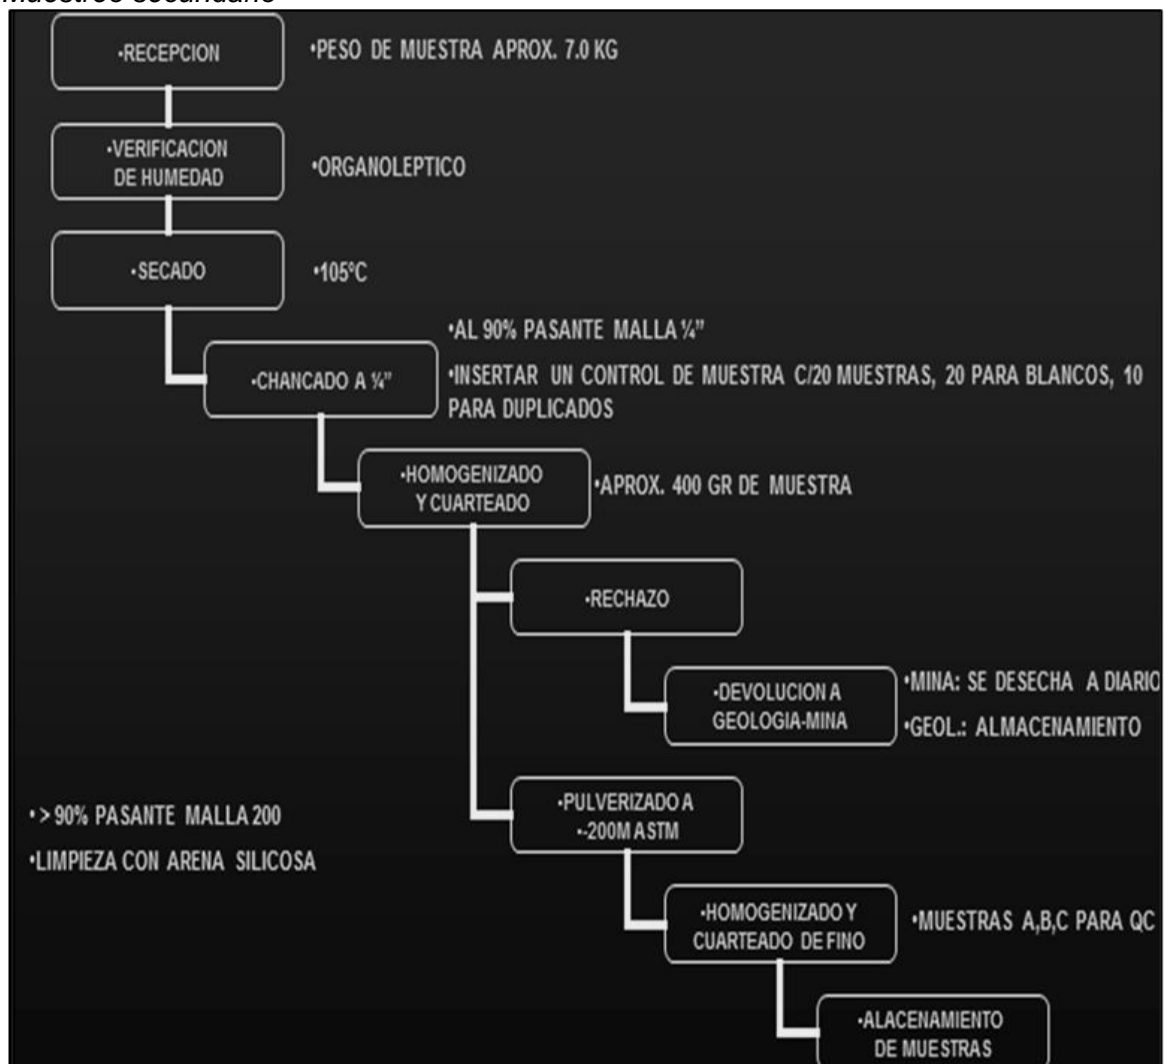 Muestreo secundario
•RECEPCION
•PESO DE MUESTRA APROX. 7.0 KG
•VERIFICACION
DE HUMEDAD
•ORGANOLEPTICO
•SECADO
•105°C
•CHANCADO A ¼”
•AL 90% PASANTE MALLA ¼”
•INSERTAR UN CONTROL DE MUESTRA C/20 MUESTRAS, 20 PARA BLANCOS, 10
PARA DUPLICADOS
•HOMOGENIZADO
Y CUARTEADO
•APROX. 400 GR DE MUESTRA
•RECHAZO
•DEVOLUCION A
GEOLOGIA-MINA
•MINA: SE DESECHA A DIARIO
•GEOL.: ALMACENAMIENTO
•PULVERIZADO A
•-200M ASTM
•> 90% PASANTE MALLA 200
•LIMPIEZA CON ARENA SILICOSA
•HOMOGENIZADO Y
CUARTEADO DE FINO
•MUESTRAS A,B,C PARA QC
•ALACENAMIENTO
DE MUESTRAS